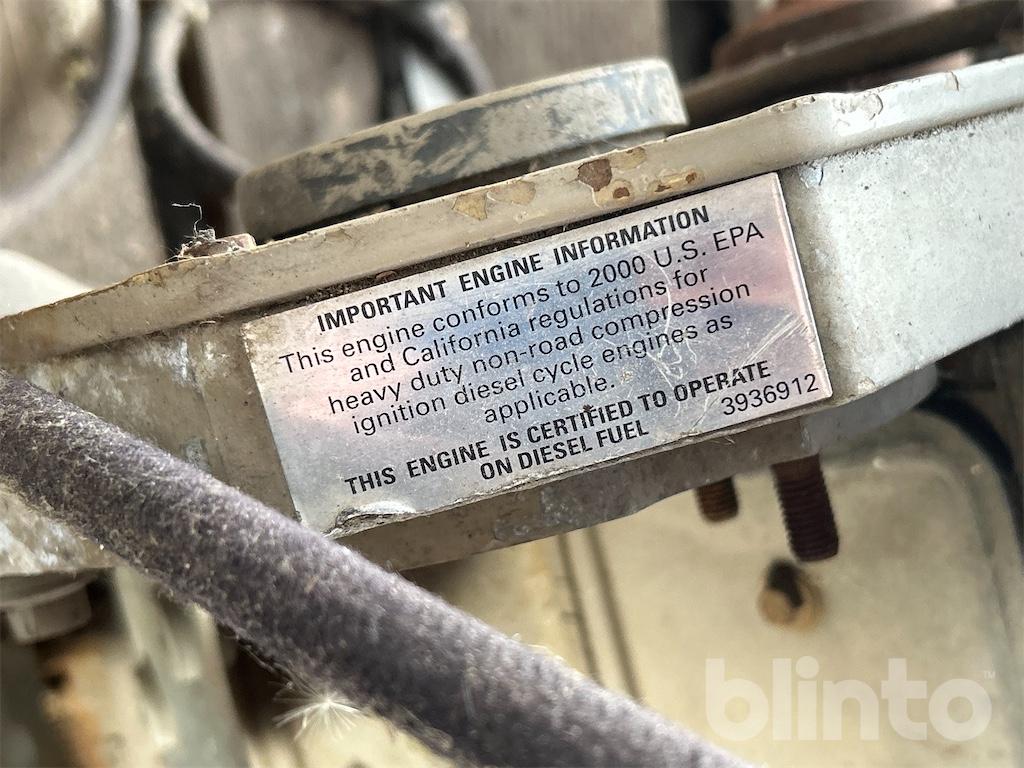 IMPORTANT ENGINE INFORMATION
This engine conforms to 2000 U.S. EPA
and California regulations for
heavy duty non-road compression
ignition diesel cycle engines as
applicable.
THIS ENGINE IS CERTIFIED TO OPERATE
ON DIESEL FUEL
3936912
blinto™